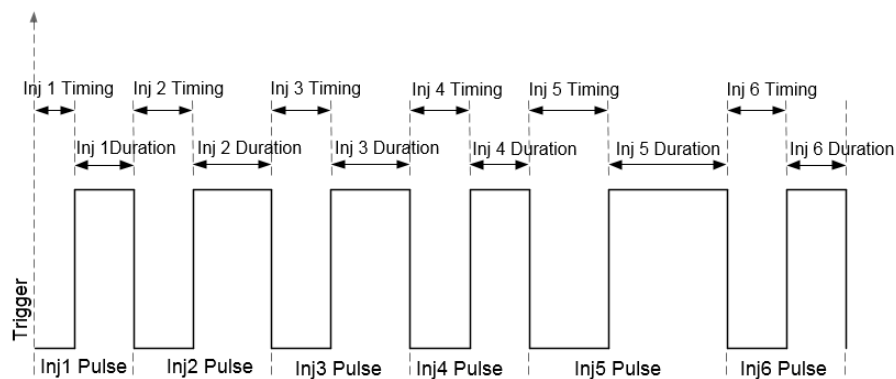 Inj 1 Timing Inj 2 Timing Inj 3 Timing Inj 4 Timing Inj 5 Timing Inj 6 Timing
Inj 1Duration Inj 2 Duration Inj 3 Duration Inj 4 Duration Inj 5 Duration Inj 6 Duration
Trigger
Inj1 Pulse Inj2 Pulse Inj3 Pulse Inj4 Pulse Inj5 Pulse Inj6 Pulse